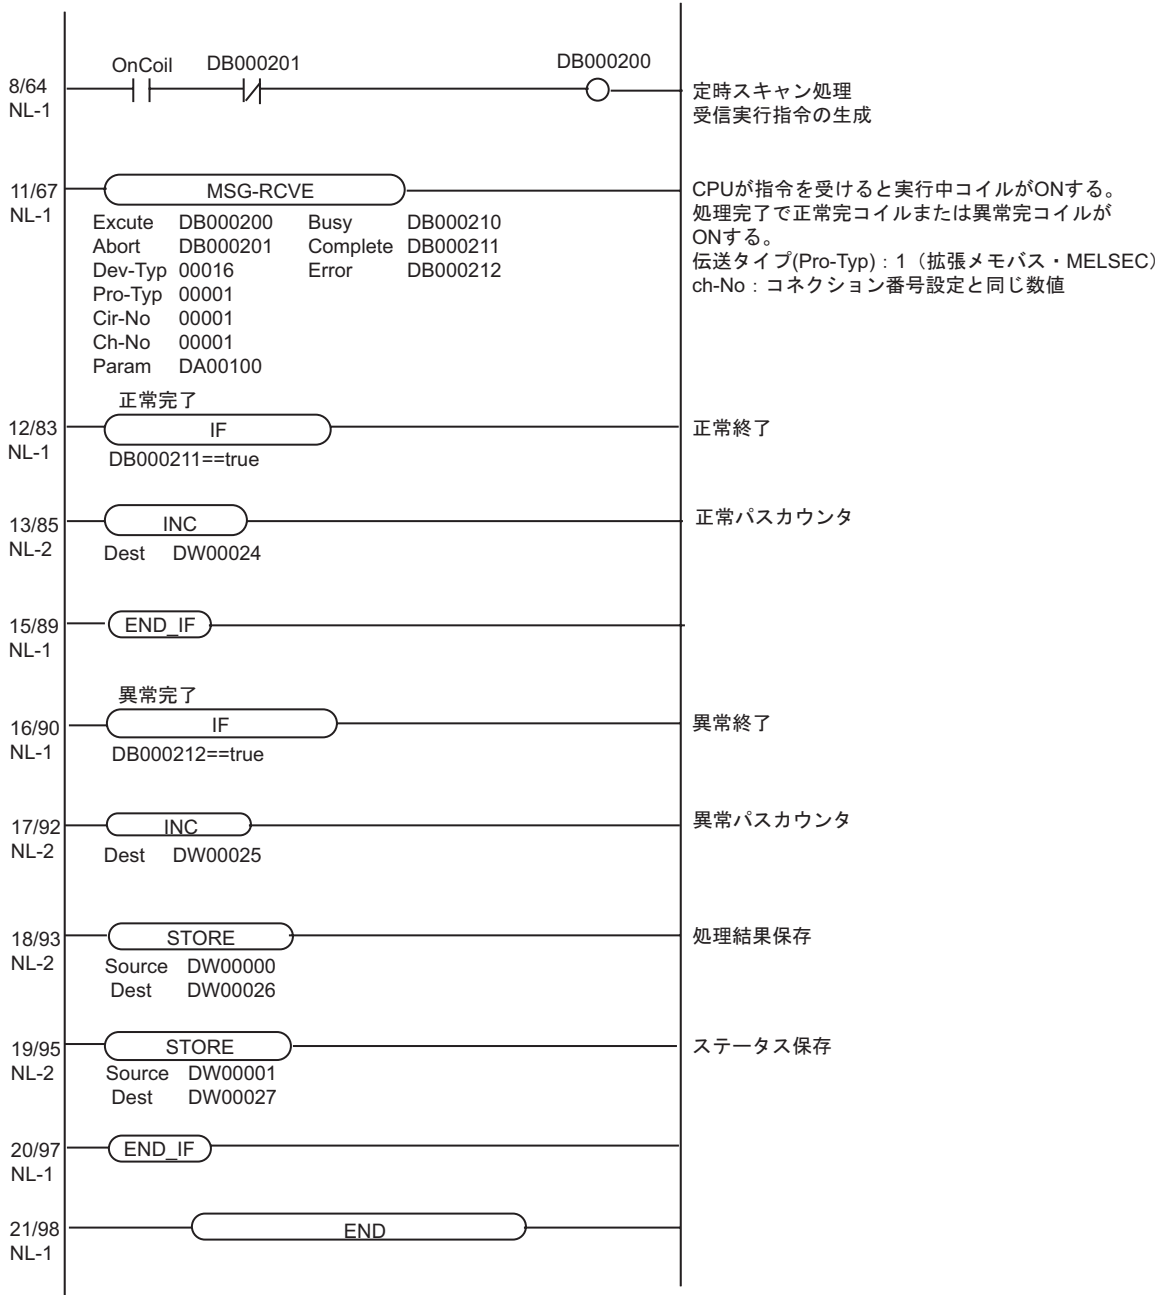 OnCoil DB000201 DB000200
8/64
NL-1
定時スキャン処理
受信実行指令の生成
11/67
NL-1
MSG-RCVE
Excute DB000200 Busy DB000210
Abort DB000201 Complete DB000211
Dev-Typ 00016 Error DB000212
Pro-Typ 00001
Cir-No 00001
Ch-No 00001
Param DA00100
CPUが指令を受けると実行中コイルがONする。
処理完了で正常完コイルまたは異常完コイルが
ONする。
伝送タイプ(Pro-Typ)：1（拡張メモバス・MELSEC）
ch-No：コネクション番号設定と同じ数値
正常完了
12/83
NL-1
IF
DB000211==true
正常終了
13/85
NL-2
INC
Dest DW00024
正常パスカウンタ
15/89
NL-1
END_IF
異常完了
16/90
NL-1
IF
DB000212==true
異常終了
17/92
NL-2
INC
Dest DW00025
異常パスカウンタ
18/93
NL-2
STORE
Source DW00000
Dest DW00026
処理結果保存
19/95
NL-2
STORE
Source DW00001
Dest DW00027
ステータス保存
20/97
NL-1
END_IF
21/98
NL-1
END